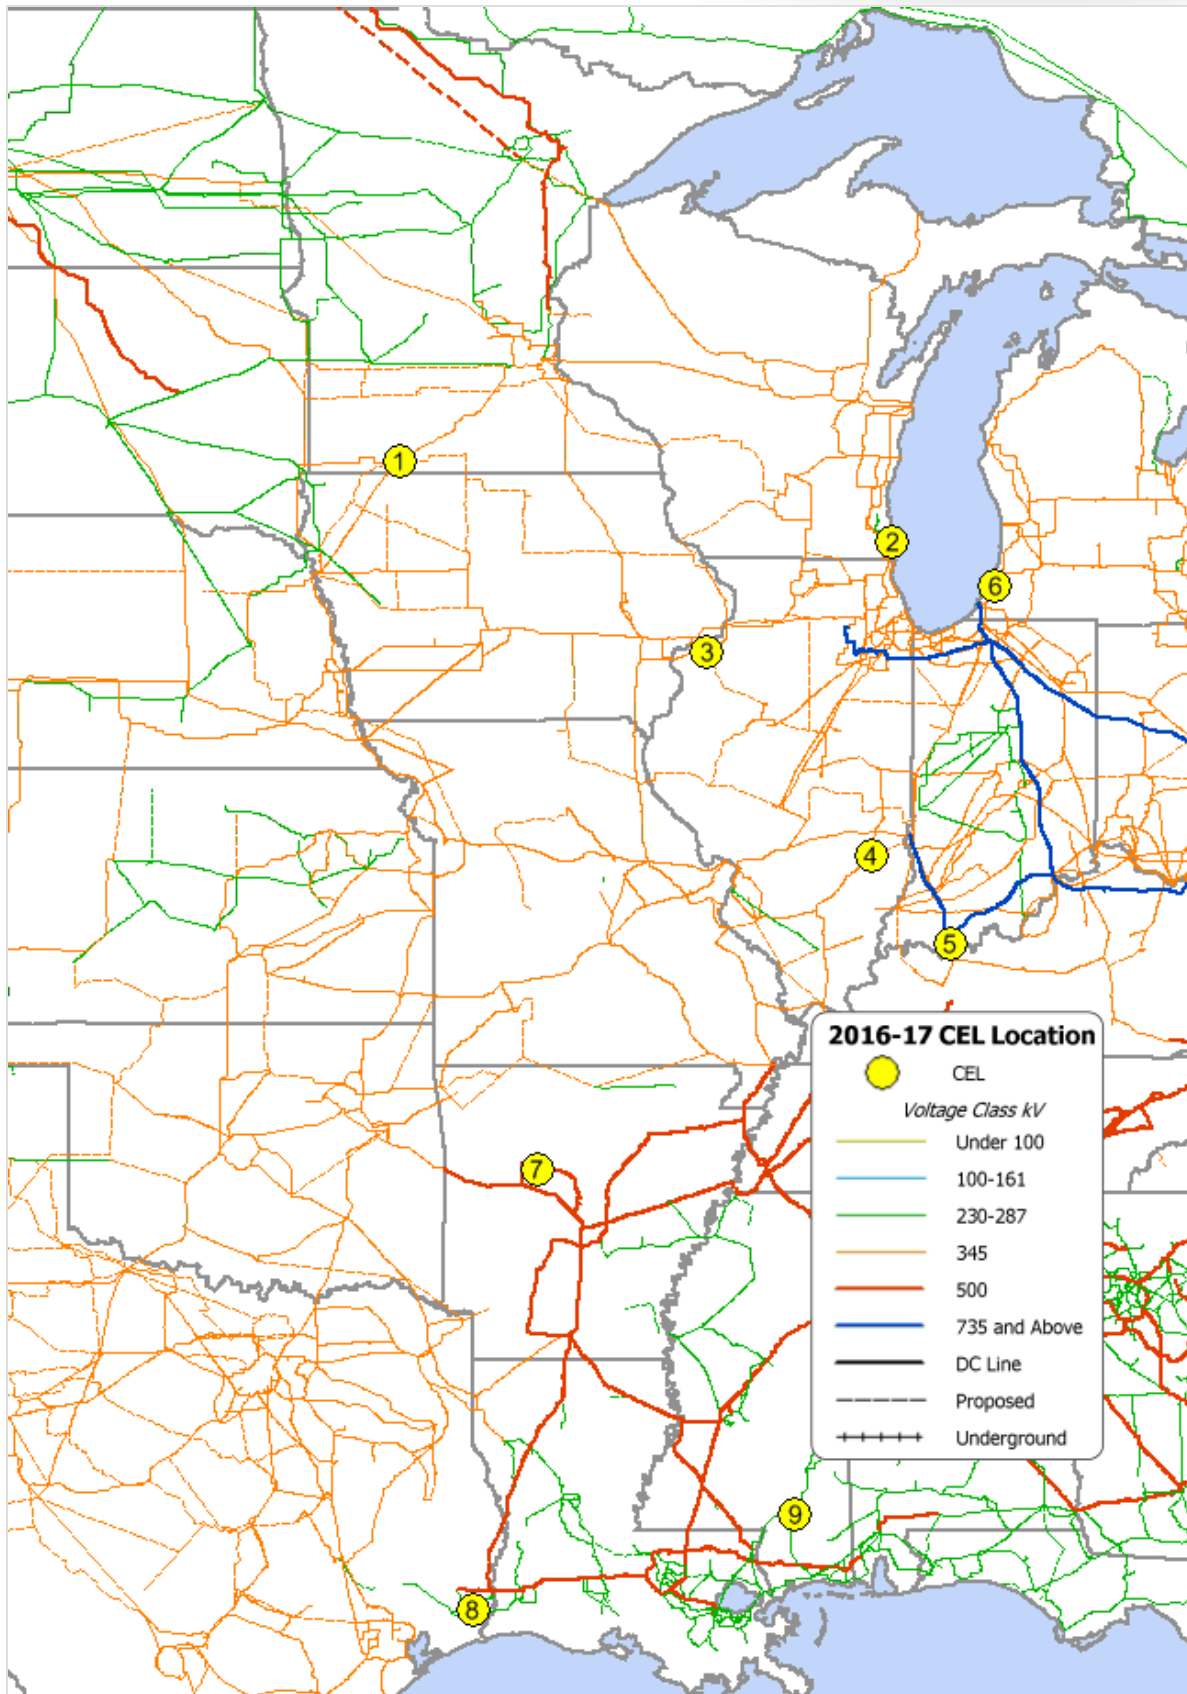 1
2
6
3
4
5
2016-17 CEL Location
CEL
Voltage Class kV
Under 100
100-161
230-287
345
500
735 and Above
DC Line
Proposed
Underground
7
9
8